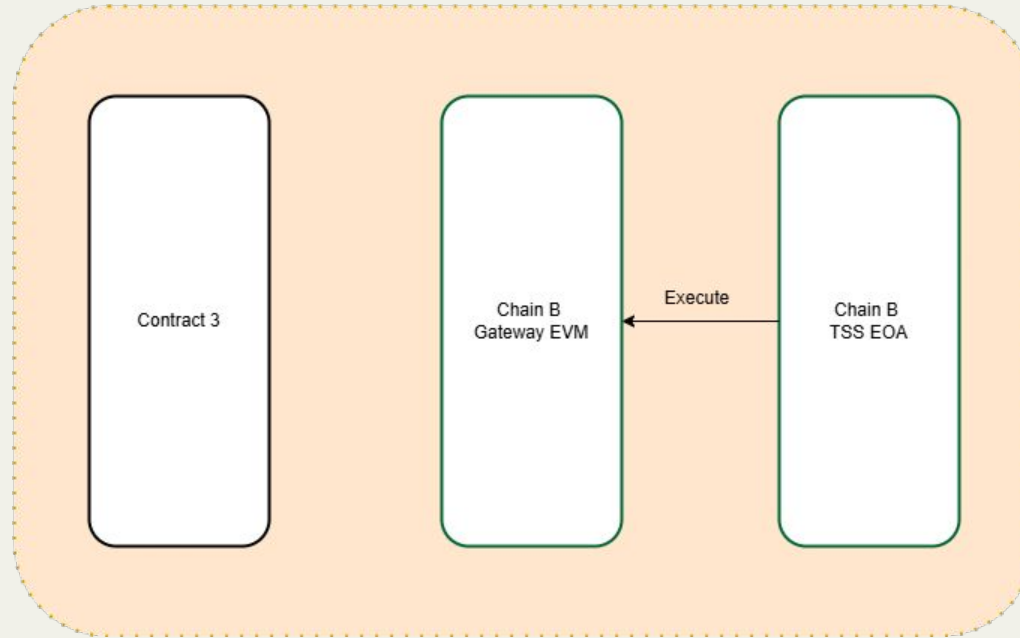 Contract 3
Chain B
Gateway EVM
Execute
Chain B
TSS EOA